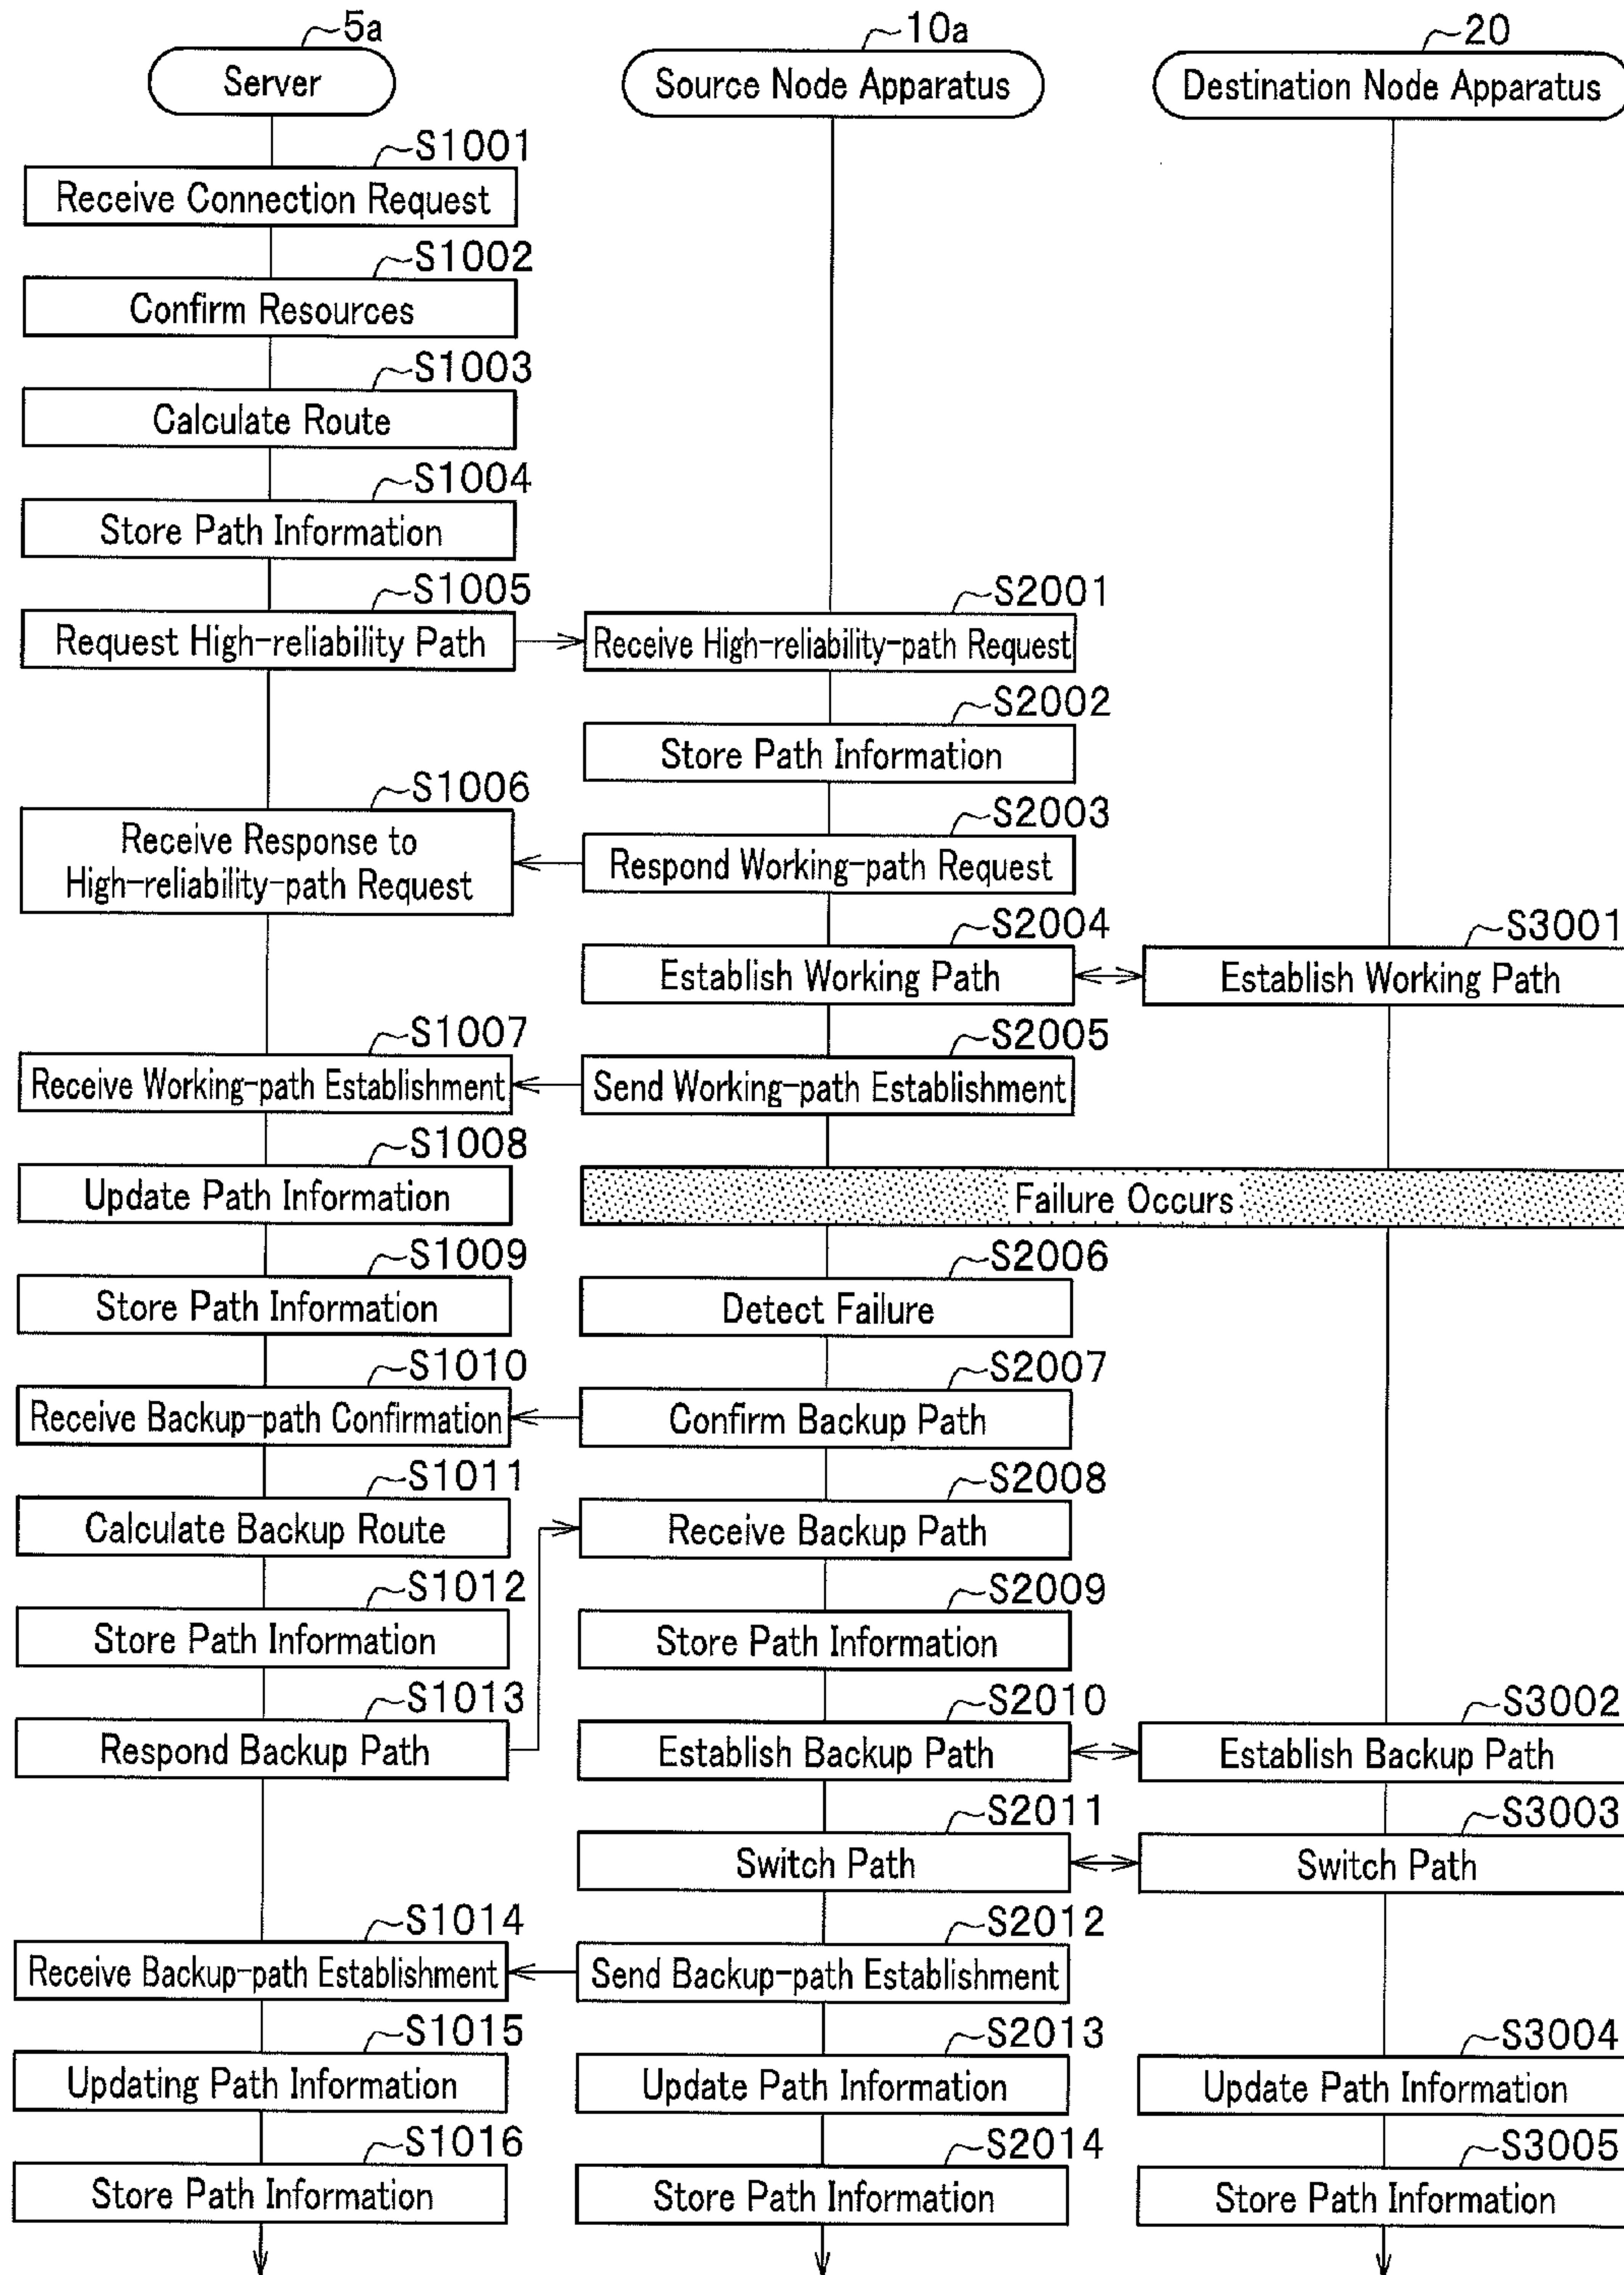 5a
Server
S1001
Receive Connection Request
S1002
Confirm Resources
S1003
Calculate Route
S1004
Store Path Information
S1005
Request High-reliability Path
S1006
Receive Response to
High-reliability-path Request
S1007
Receive Working-path Establishment
S1008
Update Path Information
S1009
Store Path Information
S1010
Receive Backup-path Confirmation
S1011
Calculate Backup Route
S1012
Store Path Information
S1013
Respond Backup Path
S1014
Receive Backup-path Establishment
S1015
Updating Path Information
S1016
Store Path Information
10a
Source Node Apparatus
S2001
Receive High-reliability-path Request
S2002
Store Path Information
S2003
Respond Working-path Request
S2004
Establish Working Path
S2005
Send Working-path Establishment
Failure Occurs
S2006
Detect Failure
S2007
Confirm Backup Path
S2008
Receive Backup Path
S2009
Store Path Information
S2010
Establish Backup Path
S2011
Switch Path
S2012
Send Backup-path Establishment
S2013
Update Path Information
S2014
Store Path Information
20
Destination Node Apparatus
S3001
Establish Working Path
S3002
Establish Backup Path
S3003
Switch Path
S3004
Update Path Information
S3005
Store Path Information